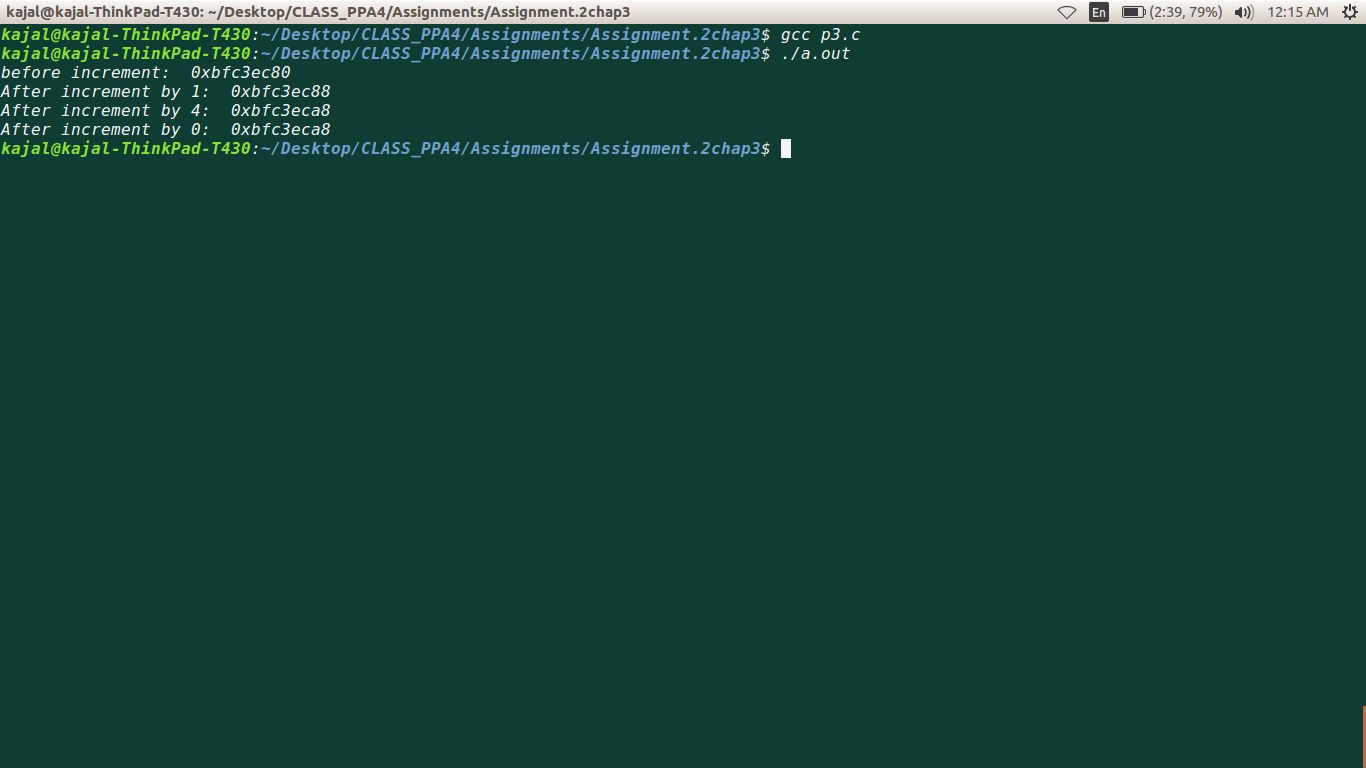 kajal@kajal-ThinkPad-T430: ~/Desktop/CLASS_PPA4/Assignments/Assignment.2chap3 En (2:39, 79%) 12:15 AM
kajal@kajal-ThinkPad-T430:~/Desktop/CLASS_PPA4/Assignments/Assignment.2chap3$ gcc p3.c
kajal@kajal-ThinkPad-T430:~/Desktop/CLASS_PPA4/Assignments/Assignment.2chap3$ ./a.out
before increment:  0xbfc3ec80
After increment by 1:  0xbfc3ec88
After increment by 4:  0xbfc3eca8
After increment by 0:  0xbfc3eca8
kajal@kajal-ThinkPad-T430:~/Desktop/CLASS_PPA4/Assignments/Assignment.2chap3$